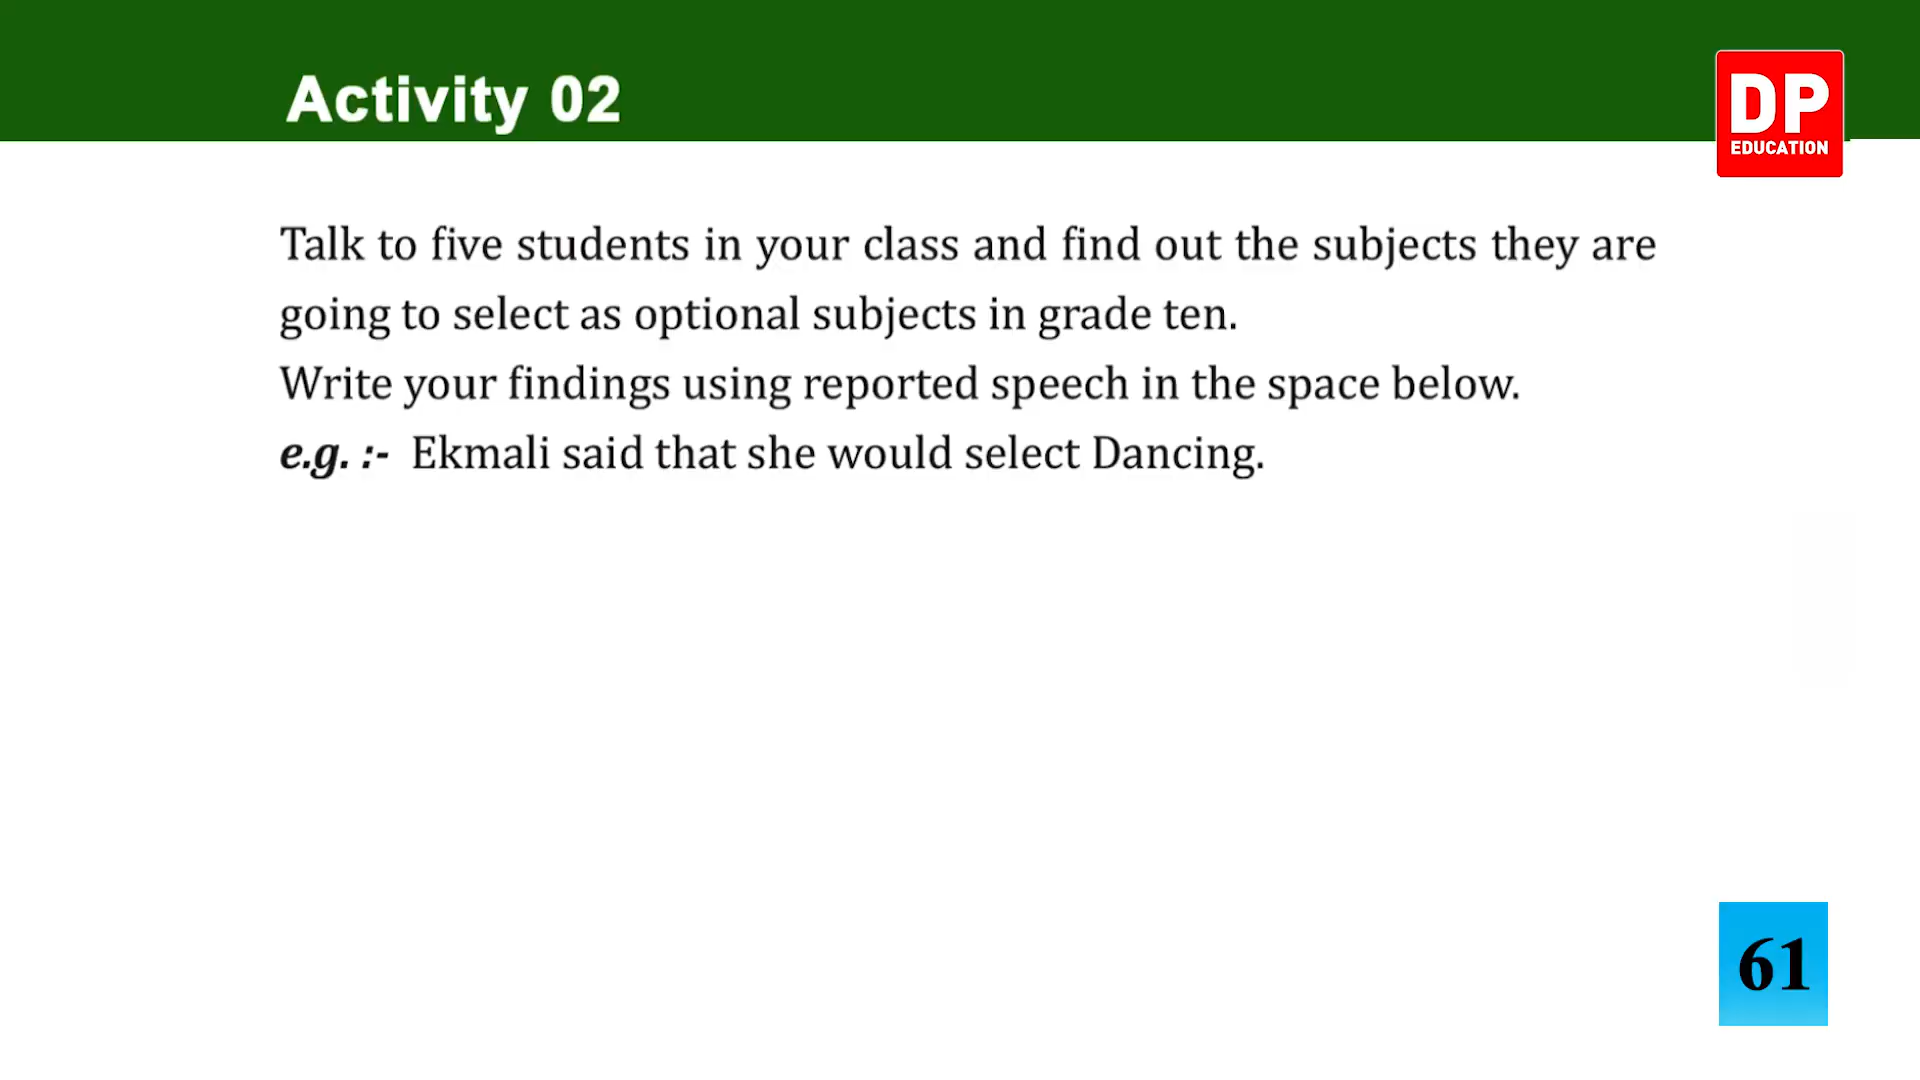 Activity 02
DP
EDUCATION
Talk to five students in your class and find out the subjects they are
going to select as optional subjects in grade ten.
Write your findings using reported speech in the space below.
e.g. :- Ekmali said that she would select Dancing.
61